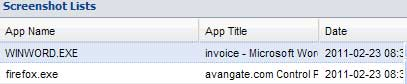 Screenshot Lists
App Name App Title Date
WINWORD.EXE invoice - Microsoft Wor 2011-02-23 08:3
firefox.exe avangate.com Control P 2011-02-23 08:3